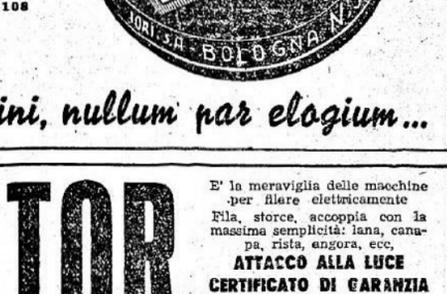 108
IORI S.A. BOLOGNA N
ini, nullum par elogium...
TOR
E' la meraviglia delle macchine
per filare elettricamente
Fila, storce, accoppia con la
massima semplicità: lana, cana-
pa, rista, angora, ecc,
ATTACCO ALLA LUCE
CERTIFICATO DI GARANZIA